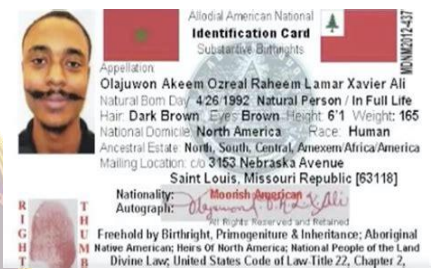 Allodial American National
Identification Card
Substantive Birthrights
Appellation:
Olajuwon Akeem Ozreal Raheem Lamar Xavier Ali
Natural Born Day 4/26/1992 Natural Person / In Full Life
Hair: Dark Brown Eyes: Brown Height: 6'1 Weight: 165
National Domicile: North America Race: Human
Ancestral Estate: North, South, Central, Amexem/Africa/America
Mailing Location: c/o 3153 Nebraska Avenue
Saint Louis, Missouri Republic [63118]
Nationality: Moorish American
Autograph:
All Rights Reserved and Retained
Freehold by Birthright, Primogeniture & Inheritance; Aboriginal
Native American; Heirs Of North America; National People of the Land
Divine Law; United States Code of Law-Title 22, Chapter 2,
RIGHT
THUMB
MDNM2012-437